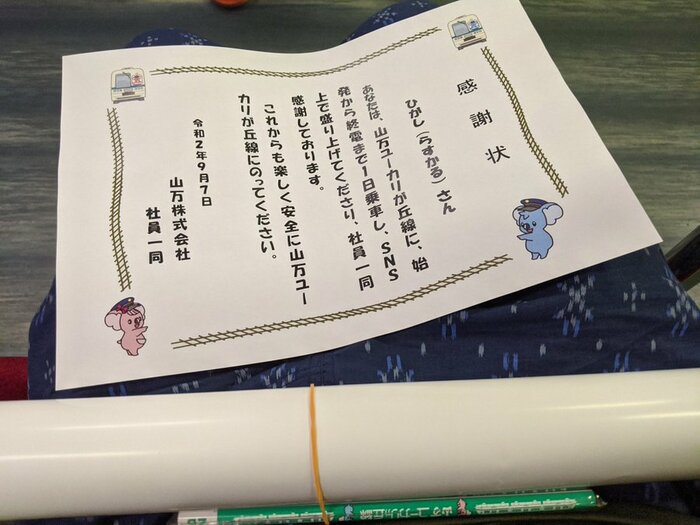 感謝状
ひがし(らすかる)さん
あなたは、山万ユーカリが丘線に、始
発から終電まで1日乗車し、SNS
上で盛り上げてくださり、社員一同
感謝しております。
これからも楽しく安全に山万ユー
カリが丘線にのってください。
令和2年9月7日
山万株式会社
社員一同